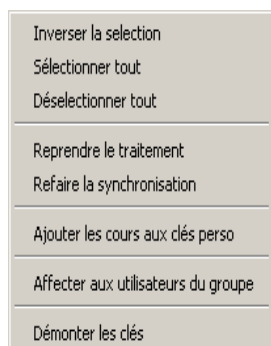 Inverser la selection
Sélectionner tout
Déselectionner tout
Reprendre le traitement
Refaire la synchronisation
Ajouter les cours aux clés perso
Affecter aux utilisateurs du groupe
Démonter les clés